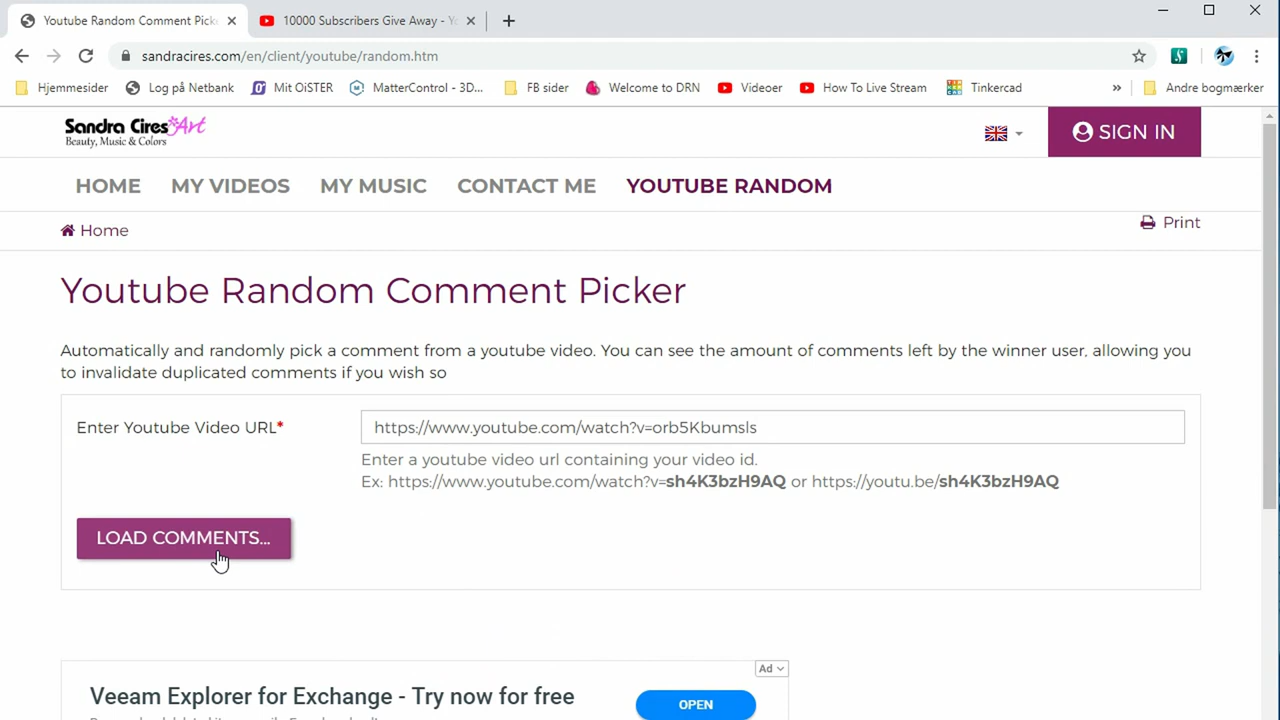 Youtube Random Comment Picke
10000 Subscribers Give Away - Yo
sandracires.com/en/client/youtube/random.htm
Hjemmesider
Log på Netbank
Mit OiSTER
MatterControl - 3D...
FB sider
Welcome to DRN
Videoer
How To Live Stream
Tinkercad
»
Andre bogmærker
Sandra Cires Art
Beauty, Music & Colors
SIGN IN
HOME
MY VIDEOS
MY MUSIC
CONTACT ME
YOUTUBE RANDOM
Home
Print
Youtube Random Comment Picker
Automatically and randomly pick a comment from a youtube video. You can see the amount of comments left by the winner user, allowing you
to invalidate duplicated comments if you wish so
Enter Youtube Video URL*
https://www.youtube.com/watch?v=orb5Kbumsls
Enter a youtube video url containing your video id.
Ex: https://www.youtube.com/watch?v=sh4K3bzH9AQ or https://youtu.be/sh4K3bzH9AQ
LOAD COMMENTS...
Ad
Veeam Explorer for Exchange - Try now for free
OPEN